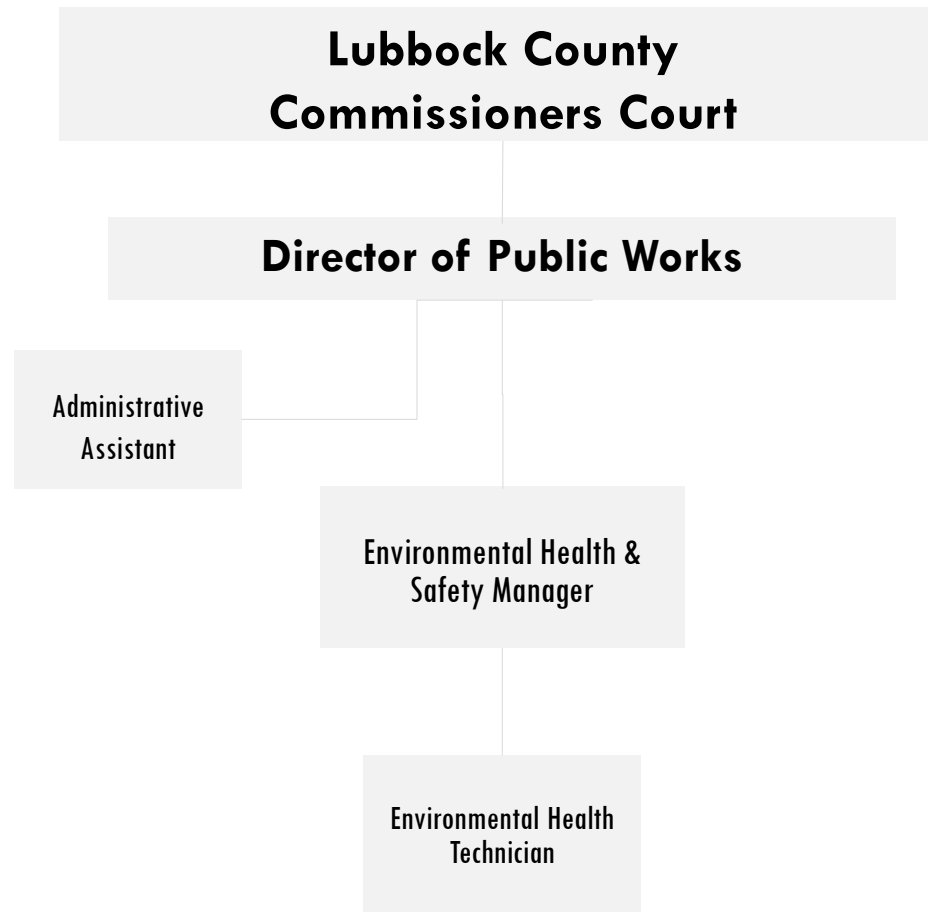 Lubbock County
Commissioners Court
Director of Public Works
Administrative
Assistant
Environmental Health &
Safety Manager
Environmental Health
Technician